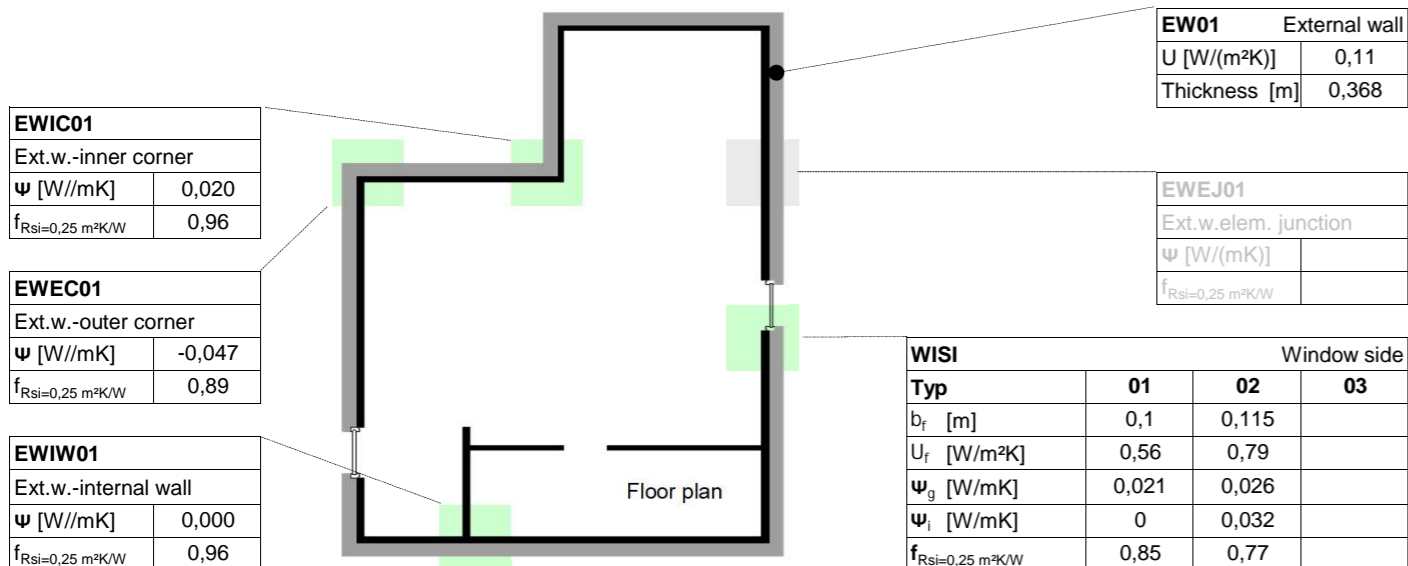 EW01 External wall
U [W/(m²K)] 0,11
Thickness [m] 0,368
EWIC01
Ext.w.-inner corner
Ψ [W//mK] 0,020
fRsi=0,25 m²K/W 0,96
EWEC01
Ext.w.-outer corner
Ψ [W//mK] -0,047
fRsi=0,25 m²K/W 0,89
EWIW01
Ext.w.-internal wall
Ψ [W//mK] 0,000
fRsi=0,25 m²K/W 0,96
Floor plan
EWEJ01
Ext.w.elem. junction
Ψ [W/(mK)]
fRsi=0,25 m²K/W
WISI Window side
Typ 01 02 03
bf [m] 0,1 0,115
Uf [W/m²K] 0,56 0,79
Ψg [W/mK] 0,021 0,026
Ψi [W/mK] 0 0,032
fRsi=0,25 m²K/W 0,85 0,77